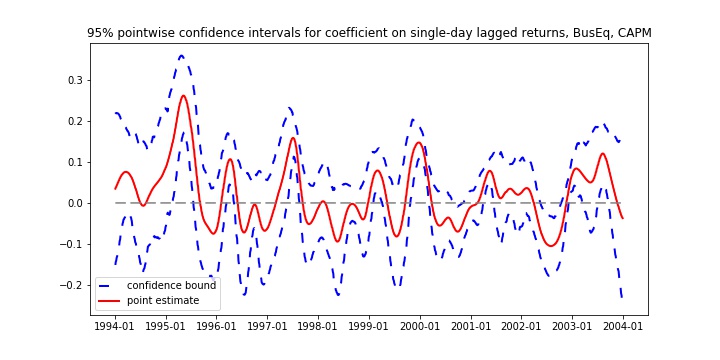 95% pointwise confidence intervals for coefficient on single-day lagged returns, BusEq, CAPM
0.3
0.2
0.1
0.0
−0.1
−0.2
confidence bound
point estimate
1994-01 1995-01 1996-01 1997-01 1998-01 1999-01 2000-01 2001-01 2002-01 2003-01 2004-01